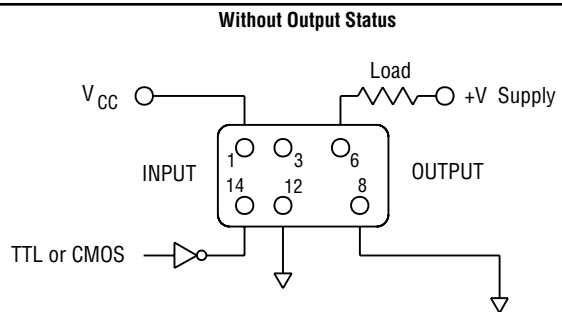 Without Output Status
Load
V CC
+V Supply
1 3 6
INPUT
OUTPUT
14 12 8
TTL or CMOS